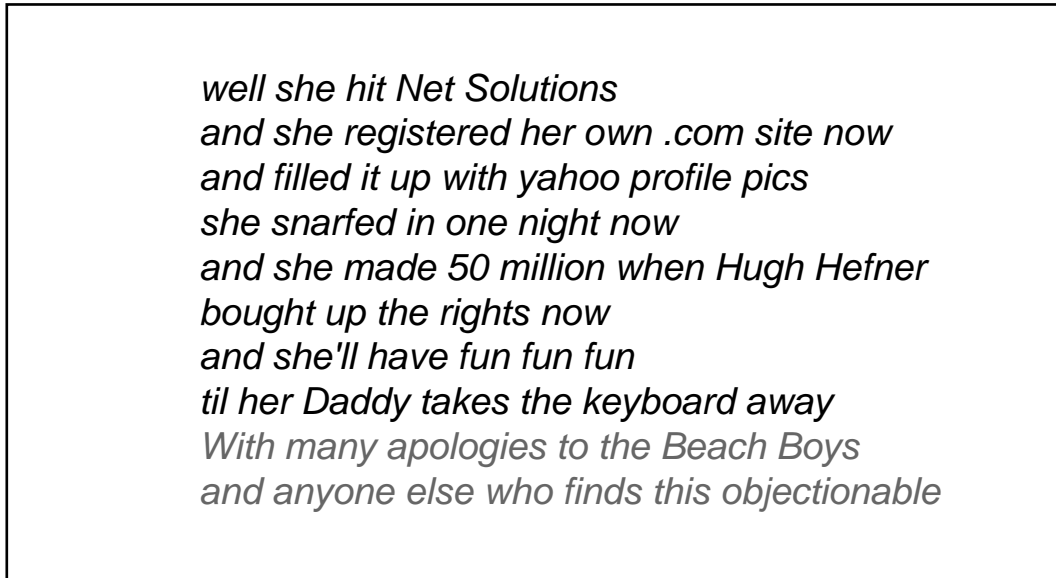 well she hit Net Solutions
and she registered her own .com site now
and filled it up with yahoo profile pics
she snarfed in one night now
and she made 50 million when Hugh Hefner
bought up the rights now
and she'll have fun fun fun
til her Daddy takes the keyboard away
With many apologies to the Beach Boys
and anyone else who finds this objectionable